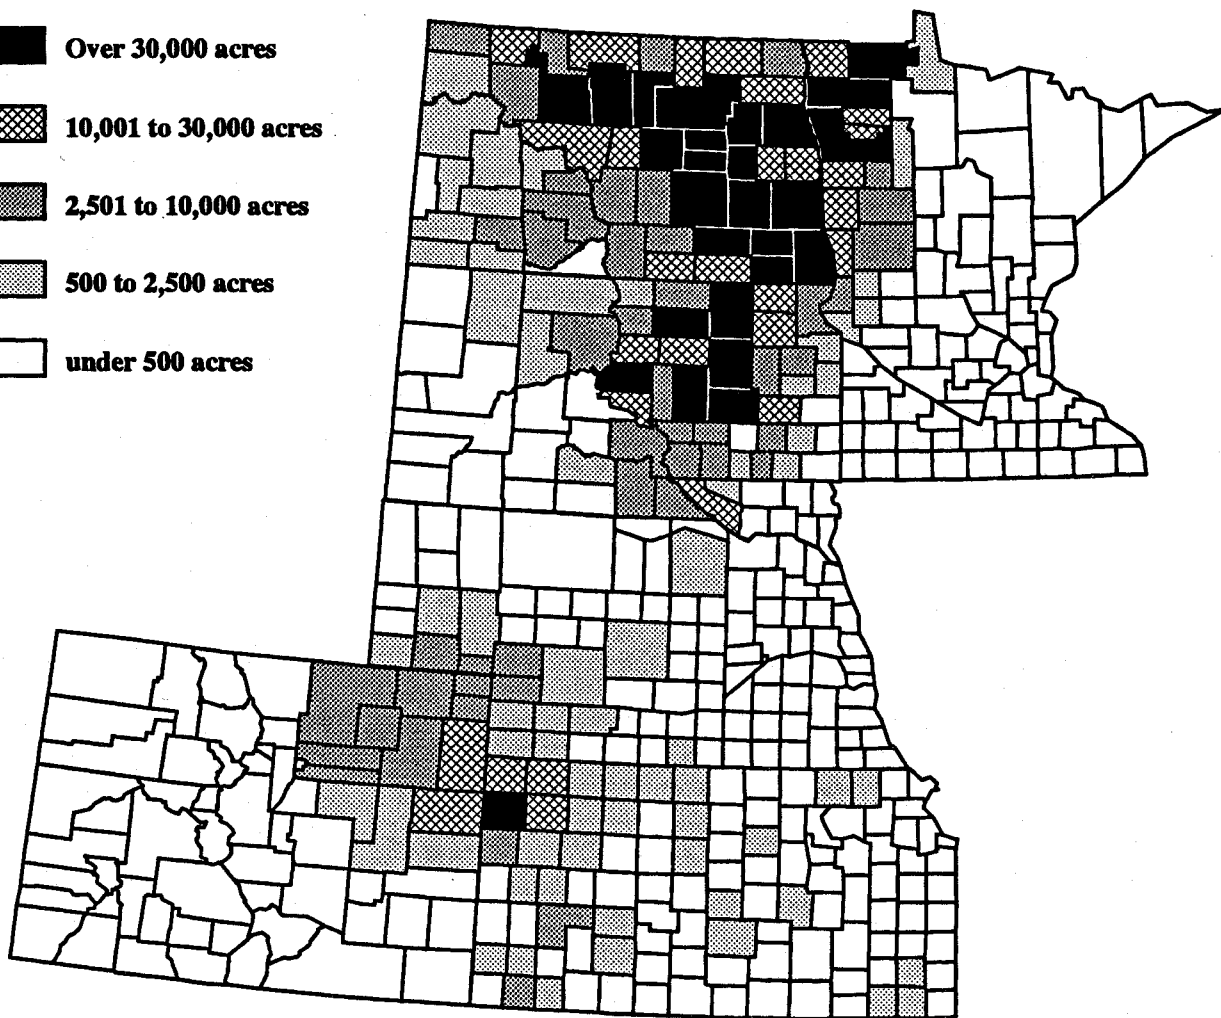 Over 30,000 acres
10,001 to 30,000 acres
2,501 to 10,000 acres
500 to 2,500 acres
under 500 acres